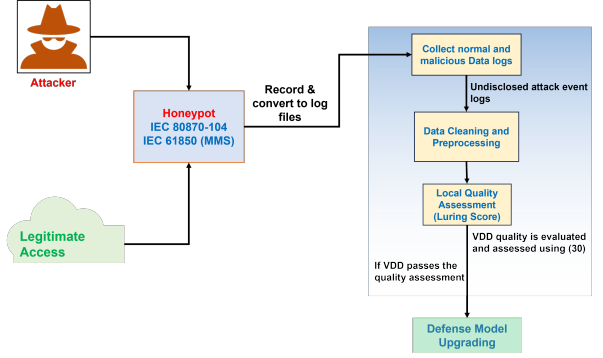 Attacker
Honeypot
IEC 80870-104
IEC 61850 (MMS)
Legitimate
Access
Record &
convert to log
files
Collect normal and
malicious Data logs
Undisclosed attack event
logs
Data Cleaning and
Preprocessing
Local Quality
Assessment
(Luring Score)
VDD quality is evaluated
and assessed using (30)
If VDD passes the
quality assessment
Defense Model
Upgrading